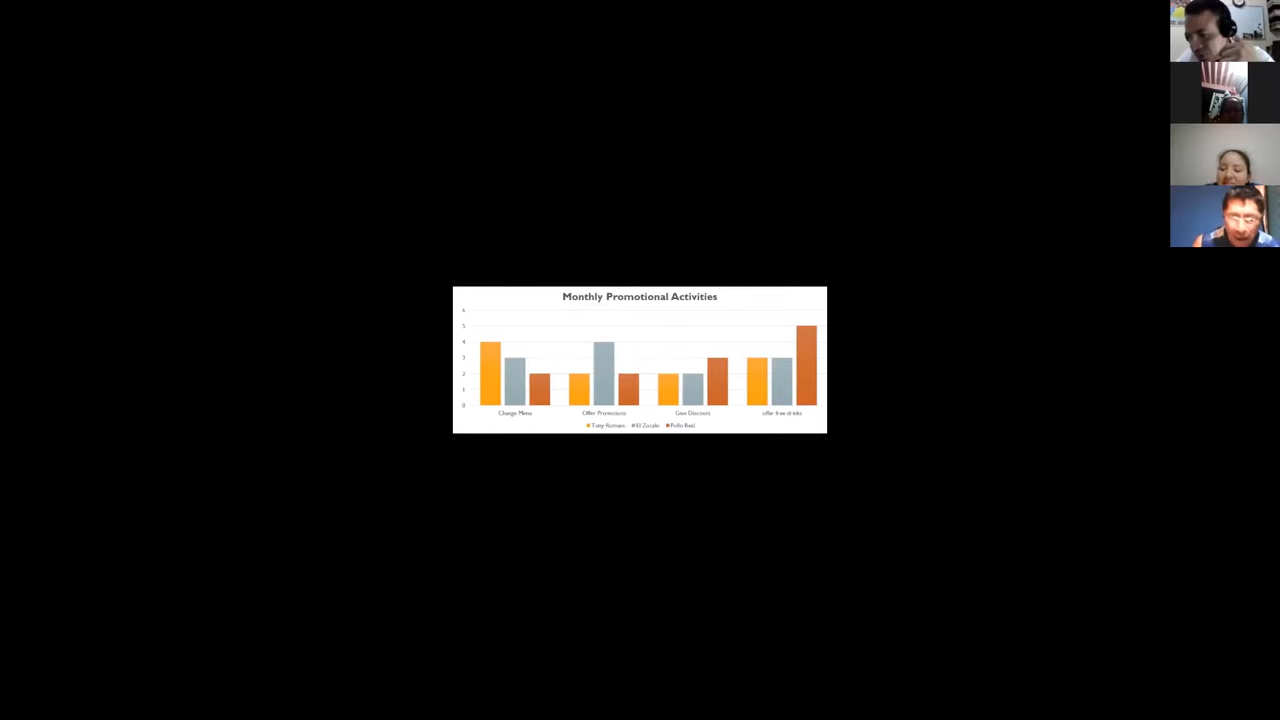 Monthly Promotional Activities
6
5
4
3
2
1
0
Change Menu Offer Promotions Give Discouts offer free drinks
Tony Romans El Zocalo Pollo Real